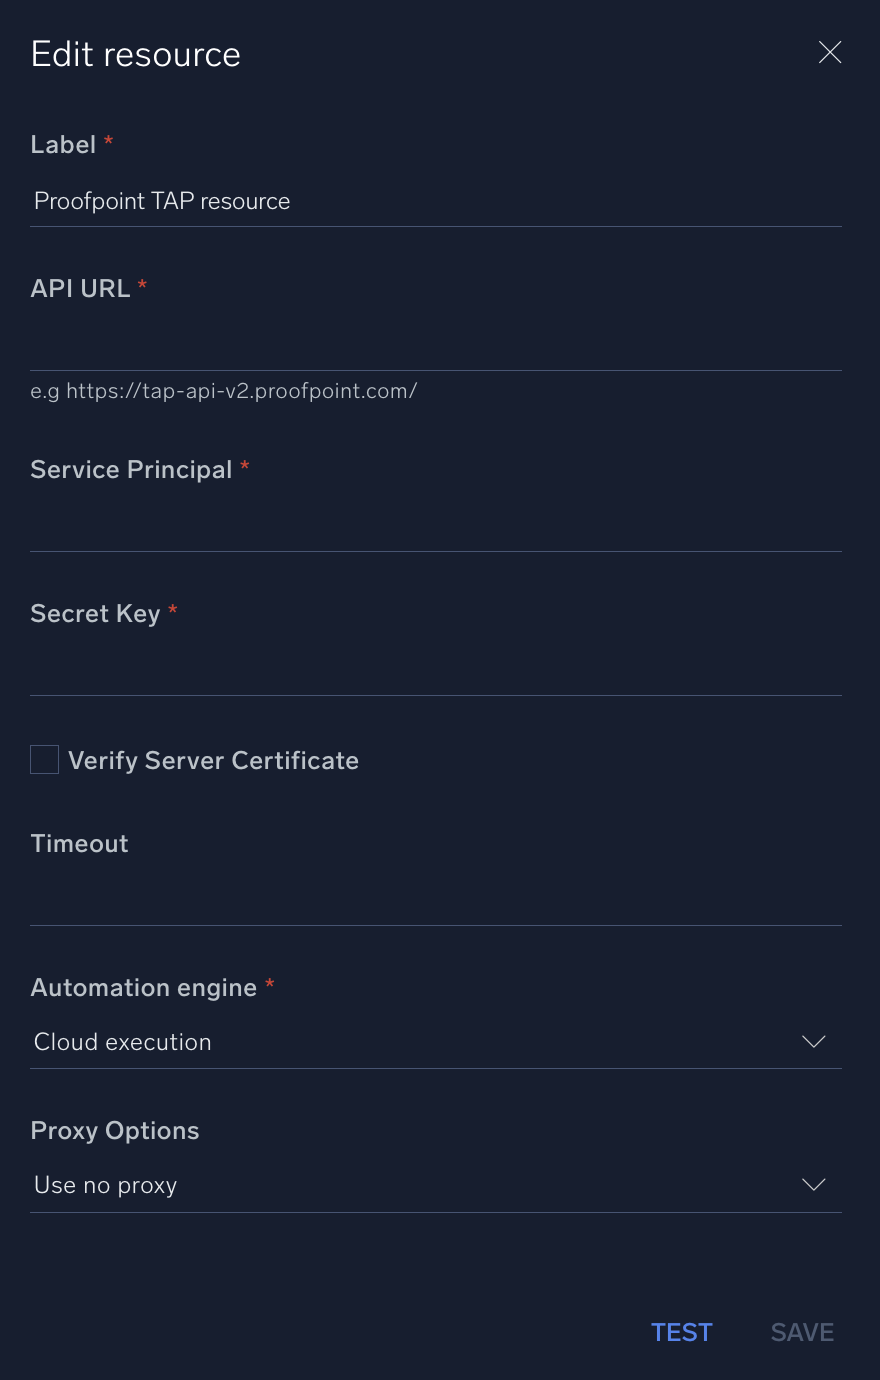 Edit resource
Label *
Proofpoint TAP resource
API URL *
e.g https://tap-api-v2.proofpoint.com/
Service Principal *
Secret Key *
Verify Server Certificate
Timeout
Automation engine *
Cloud execution
Proxy Options
Use no proxy
TEST SAVE